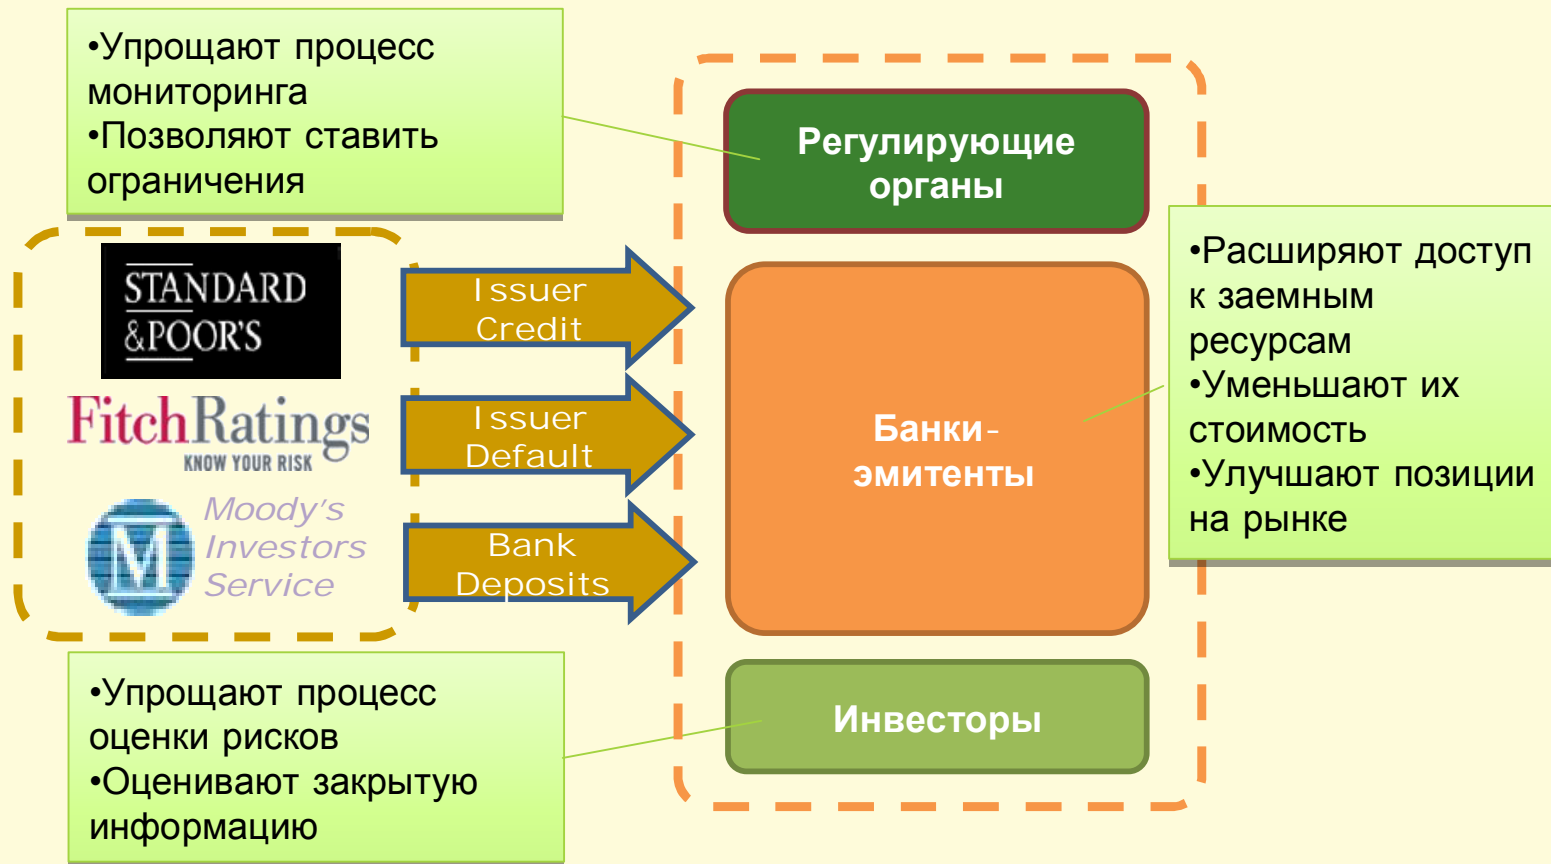 •Упрощают процесс
мониторинга
•Позволяют ставить
ограничения
Регулирующие
органы
STANDARD
&POOR'S
Issuer
Credit
FitchRatings
KNOW YOUR RISK
Issuer
Default
M
Moody's
Investors
Service
Bank
Deposits
Банки-
эмитенты
•Расширяют доступ
к заемным
ресурсам
•Уменьшают их
стоимость
•Улучшают позиции
на рынке
•Упрощают процесс
оценки рисков
•Оценивают закрытую
информацию
Инвесторы